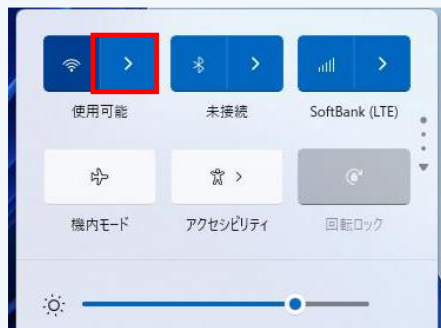 使用可能
未接続
SoftBank (LTE)
機内モード
アクセシビリティ
回転ロック